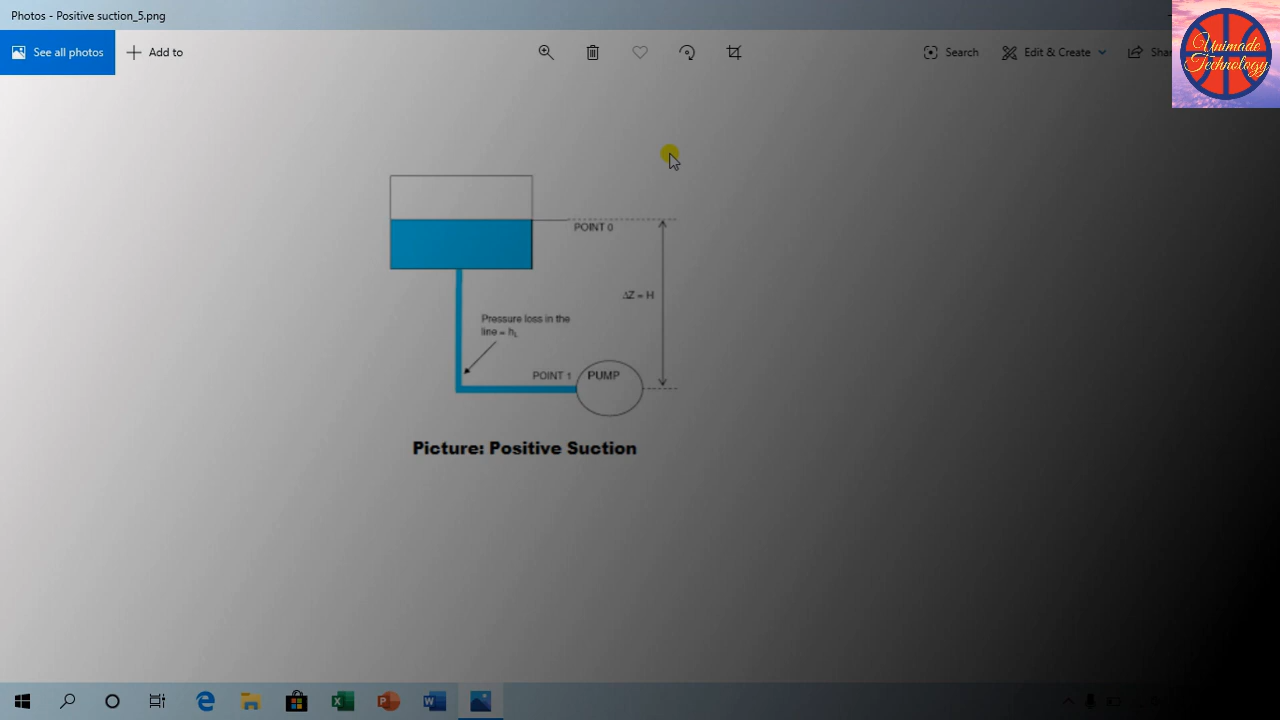 Photos - Positive suction_5.png
See all photos
Add to
Search
Edit & Create
Shar
Unimade
Technology
POINT 0
ΔZ = H
Pressure loss in the
line = hL
POINT 1
PUMP
Picture: Positive Suction